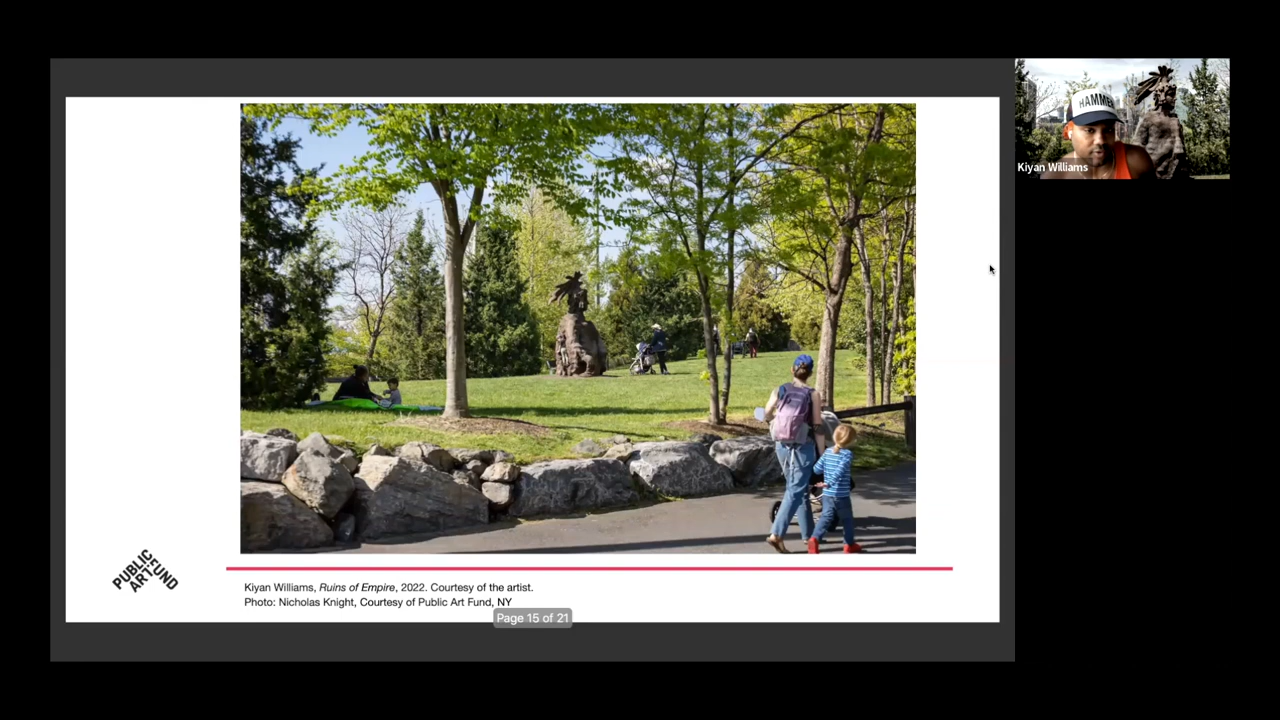 HAMMER
Kiyan Williams
PUBLIC
ART FUND
Kiyan Williams, Ruins of Empire, 2022. Courtesy of the artist.
Photo: Nicholas Knight, Courtesy of Public Art Fund, NY
Page 15 of 21